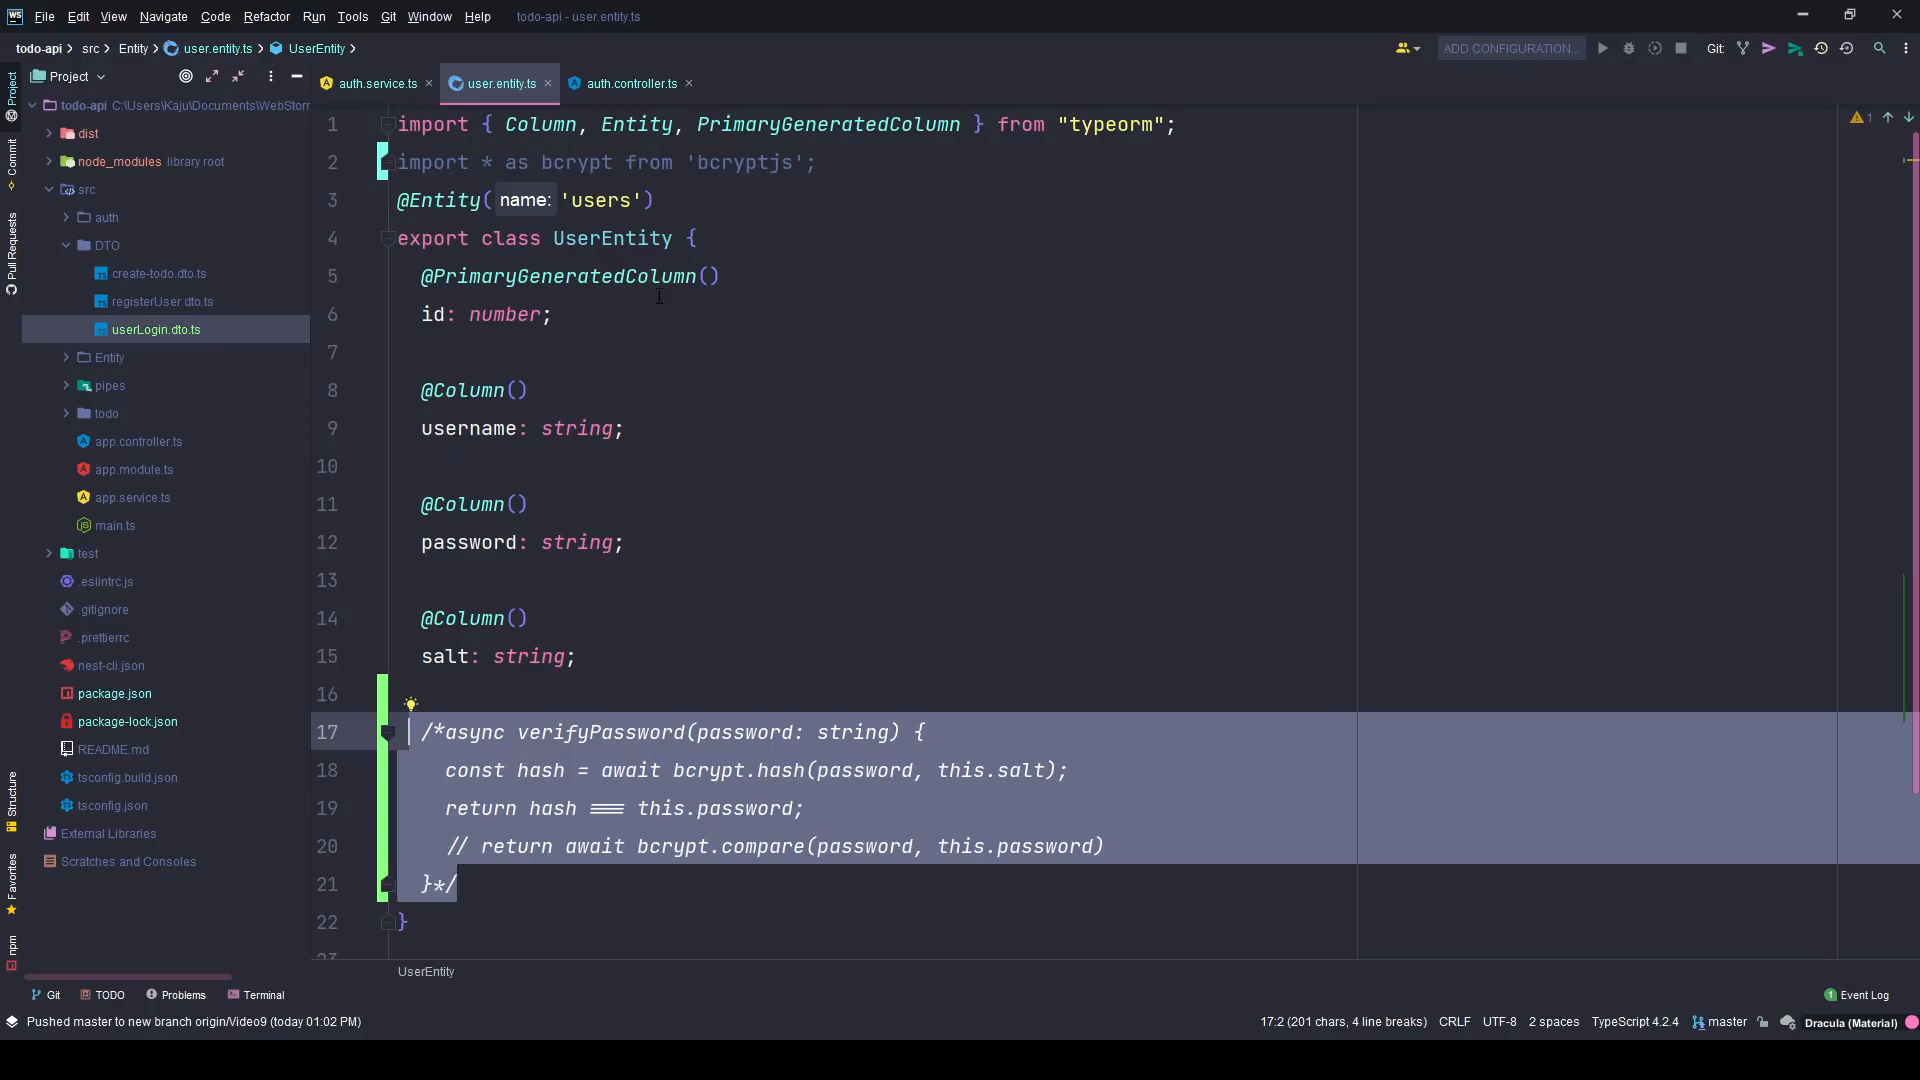 File Edit View Navigate Code Refactor Run Tools Git Window Help todo-api - user.entity.ts
todo-api src Entity user.entity.ts UserEntity ADD CONFIGURATION... Git:
Project
auth.service.ts user.entity.ts auth.controller.ts
todo-api C:\Users\Kaju\Documents\WebStorr
dist
node_modules library root
src
auth
DTO
create-todo.dto.ts
registerUser.dto.ts
userLogin.dto.ts
Entity
pipes
todo
app.controller.ts
app.module.ts
app.service.ts
main.ts
test
.eslintrc.js
.gitignore
.prettierrc
nest-cli.json
package.json
package-lock.json
README.md
tsconfig.build.json
tsconfig.json
External Libraries
Scratches and Consoles
Project
Commit
Pull Requests
Structure
Favorites
npm
1 import { Column, Entity, PrimaryGeneratedColumn } from "typeorm";
2 import * as bcrypt from 'bcryptjs';
3 @Entity( name: 'users')
4 export class UserEntity {
5 @PrimaryGeneratedColumn()
6 id: number;
7
8 @Column()
9 username: string;
10
11 @Column()
12 password: string;
13
14 @Column()
15 salt: string;
16
17 /*async verifyPassword(password: string) {
18 const hash = await bcrypt.hash(password, this.salt);
19 return hash === this.password;
20 // return await bcrypt.compare(password, this.password)
21 }*/
22 }
23
1
UserEntity
Git TODO Problems Terminal 1 Event Log
Pushed master to new branch origin/Video9 (today 01:02 PM) 17:2 (201 chars, 4 line breaks) CRLF UTF-8 2 spaces TypeScript 4.2.4 master Dracula (Material)